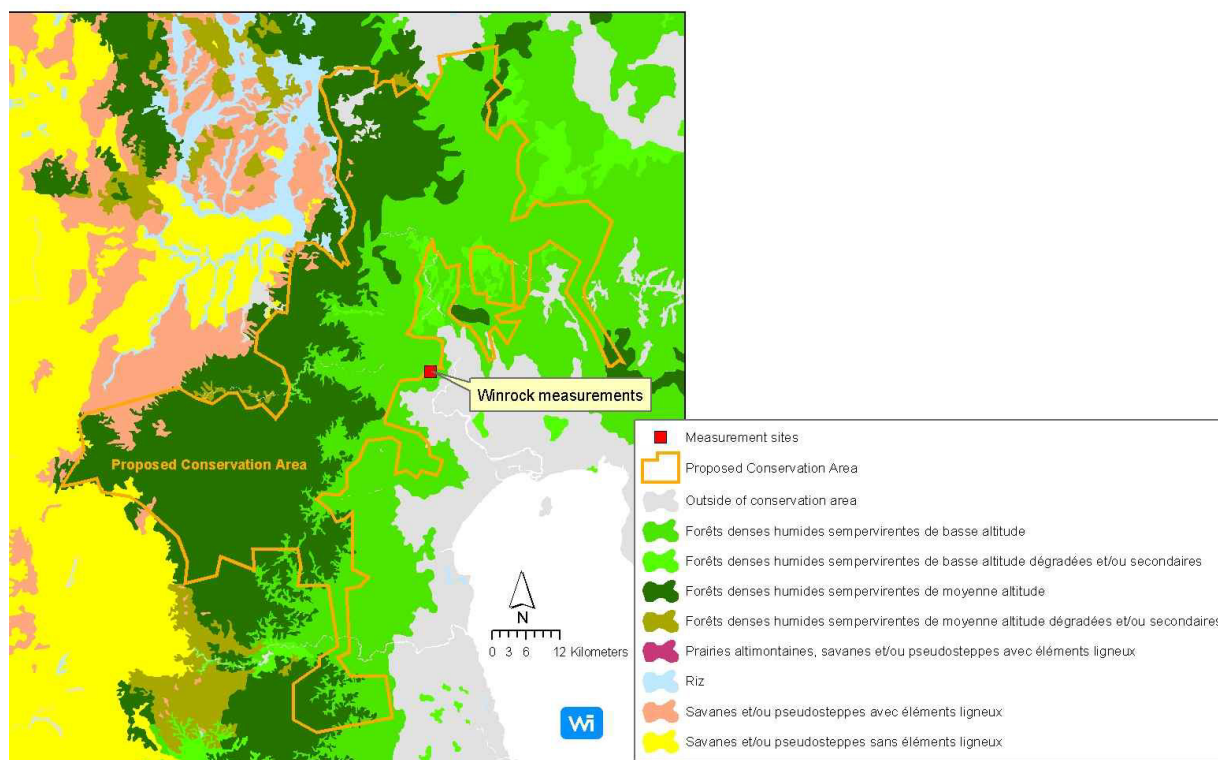 Proposed Conservation Area
Winrock measurements
N
0 3 6 12 Kilometers
Wi
Measurement sites
Proposed Conservation Area
Outside of conservation area
Forêts denses humides sempervirentes de basse altitude
Forêts denses humides sempervirentes de basse altitude dégradées et/ou secondaires
Forêts denses humides sempervirentes de moyenne altitude
Forêts denses humides sempervirentes de moyenne altitude dégradées et/ou secondaires
Prairies altimontaines, savanes et/ou pseudosteppes avec éléments ligneux
Riz
Savanes et/ou pseudosteppes avec éléments ligneux
Savanes et/ou pseudosteppes sans éléments ligneux